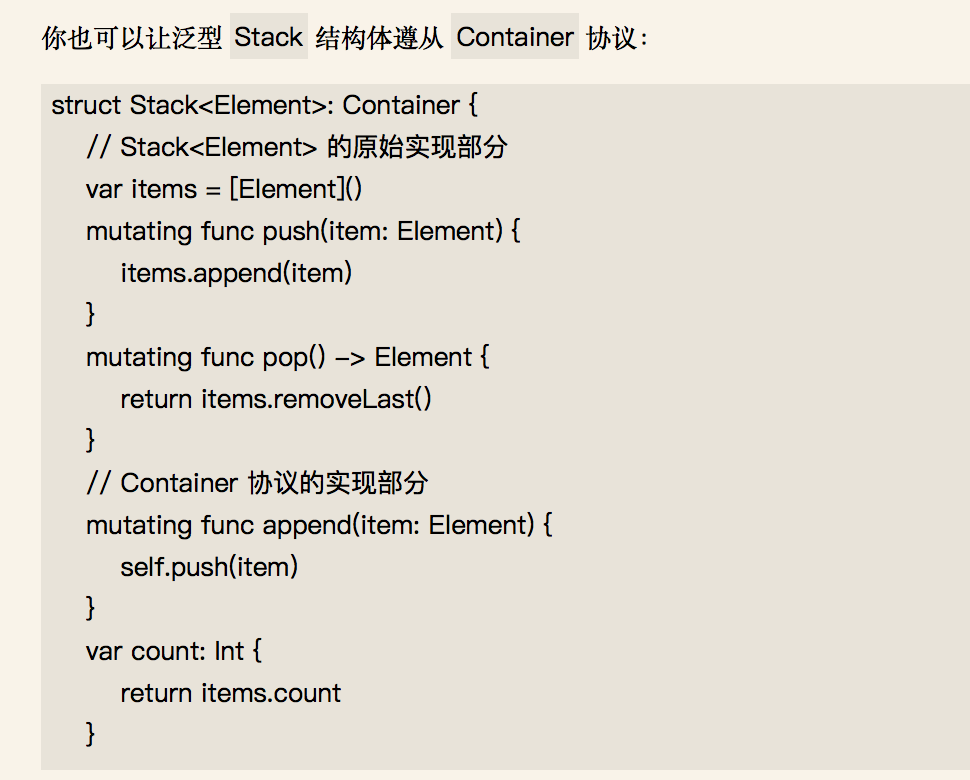 你也可以让泛型 Stack 结构体遵从 Container 协议：
struct Stack<Element>: Container {
// Stack<Element> 的原始实现部分
var items = [Element]()
mutating func push(item: Element) {
items.append(item)
}
mutating func pop() -> Element {
return items.removeLast()
}
// Container 协议的实现部分
mutating func append(item: Element) {
self.push(item)
}
var count: Int {
return items.count
}